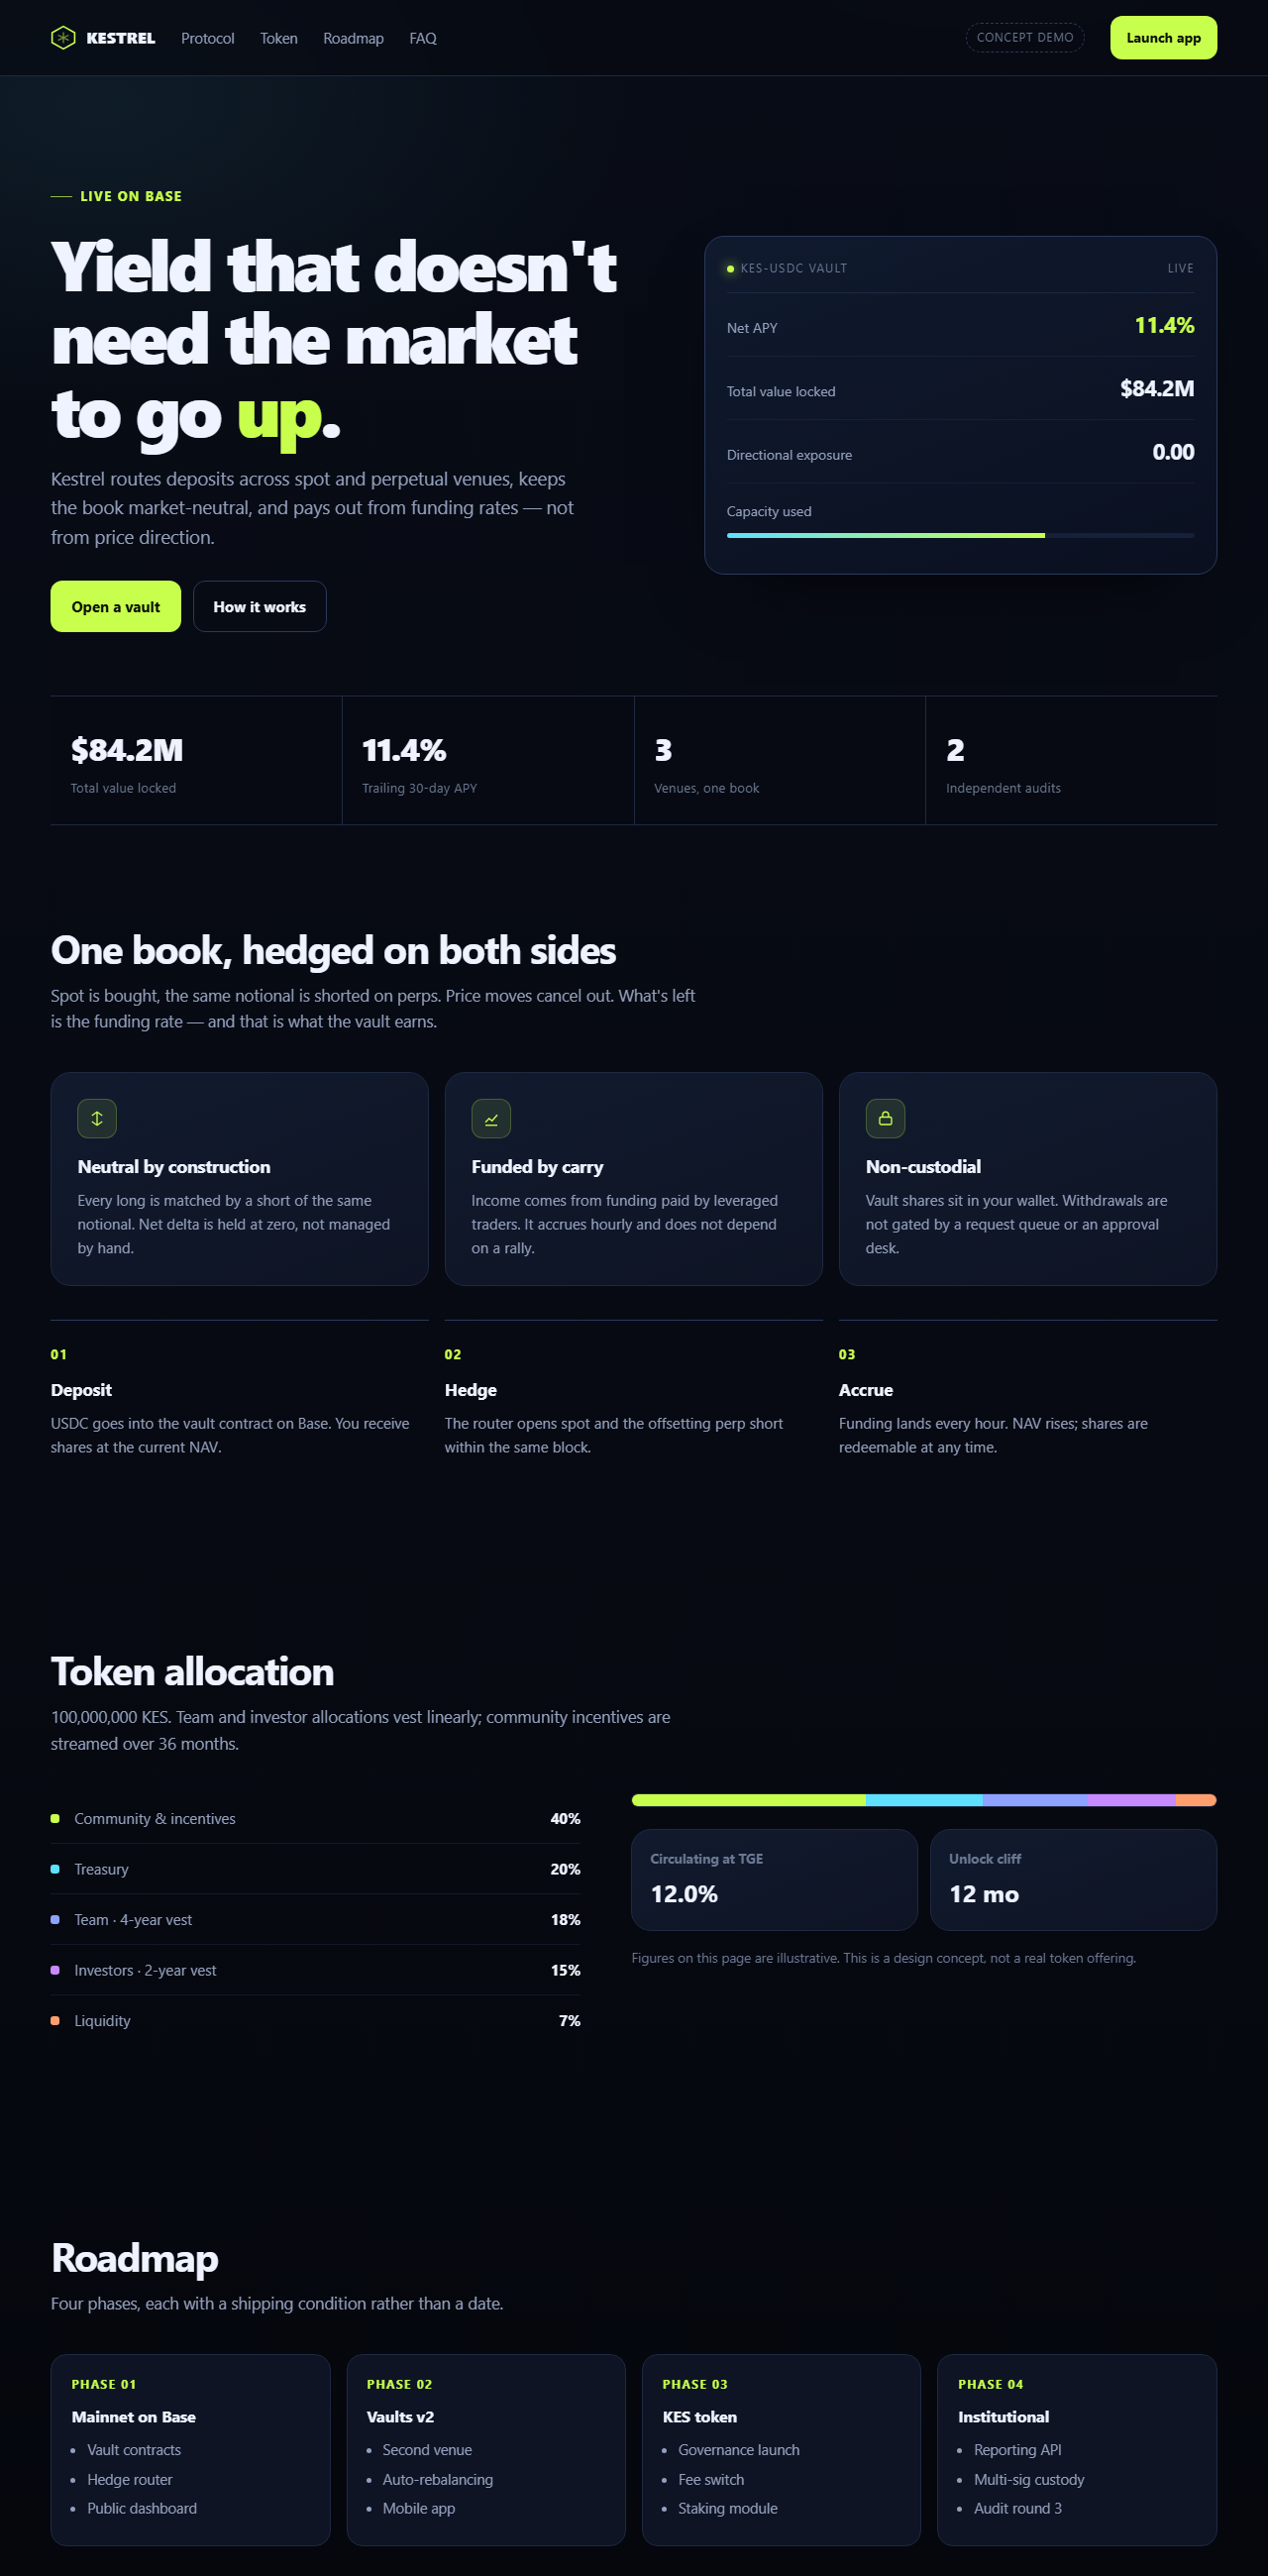 KESTREL Protocol Token Roadmap FAQ CONCEPT DEMO Launch app
LIVE ON BASE
Yield that doesn't
need the market
to go up.
Kestrel routes deposits across spot and perpetual venues, keeps
the book market-neutral, and pays out from funding rates — not
from price direction.
Open a vault How it works
KES-USDC VAULT LIVE
Net APY 11.4%
Total value locked $84.2M
Directional exposure 0.00
Capacity used
$84.2M
Total value locked
11.4%
Trailing 30-day APY
3
Venues, one book
2
Independent audits
One book, hedged on both sides
Spot is bought, the same notional is shorted on perps. Price moves cancel out. What's left
is the funding rate — and that is what the vault earns.
Neutral by construction
Every long is matched by a short of the same
notional. Net delta is held at zero, not managed
by hand.
Funded by carry
Income comes from funding paid by leveraged
traders. It accrues hourly and does not depend
on a rally.
Non-custodial
Vault shares sit in your wallet. Withdrawals are
not gated by a request queue or an approval
desk.
01
Deposit
USDC goes into the vault contract on Base. You receive
shares at the current NAV.
02
Hedge
The router opens spot and the offsetting perp short
within the same block.
03
Accrue
Funding lands every hour. NAV rises; shares are
redeemable at any time.
Token allocation
100,000,000 KES. Team and investor allocations vest linearly; community incentives are
streamed over 36 months.
Community & incentives 40%
Treasury 20%
Team · 4-year vest 18%
Investors · 2-year vest 15%
Liquidity 7%
Circulating at TGE
12.0%
Unlock cliff
12 mo
Figures on this page are illustrative. This is a design concept, not a real token offering.
Roadmap
Four phases, each with a shipping condition rather than a date.
PHASE 01
Mainnet on Base
• Vault contracts
• Hedge router
• Public dashboard
PHASE 02
Vaults v2
• Second venue
• Auto-rebalancing
• Mobile app
PHASE 03
KES token
• Governance launch
• Fee switch
• Staking module
PHASE 04
Institutional
• Reporting API
• Multi-sig custody
• Audit round 3